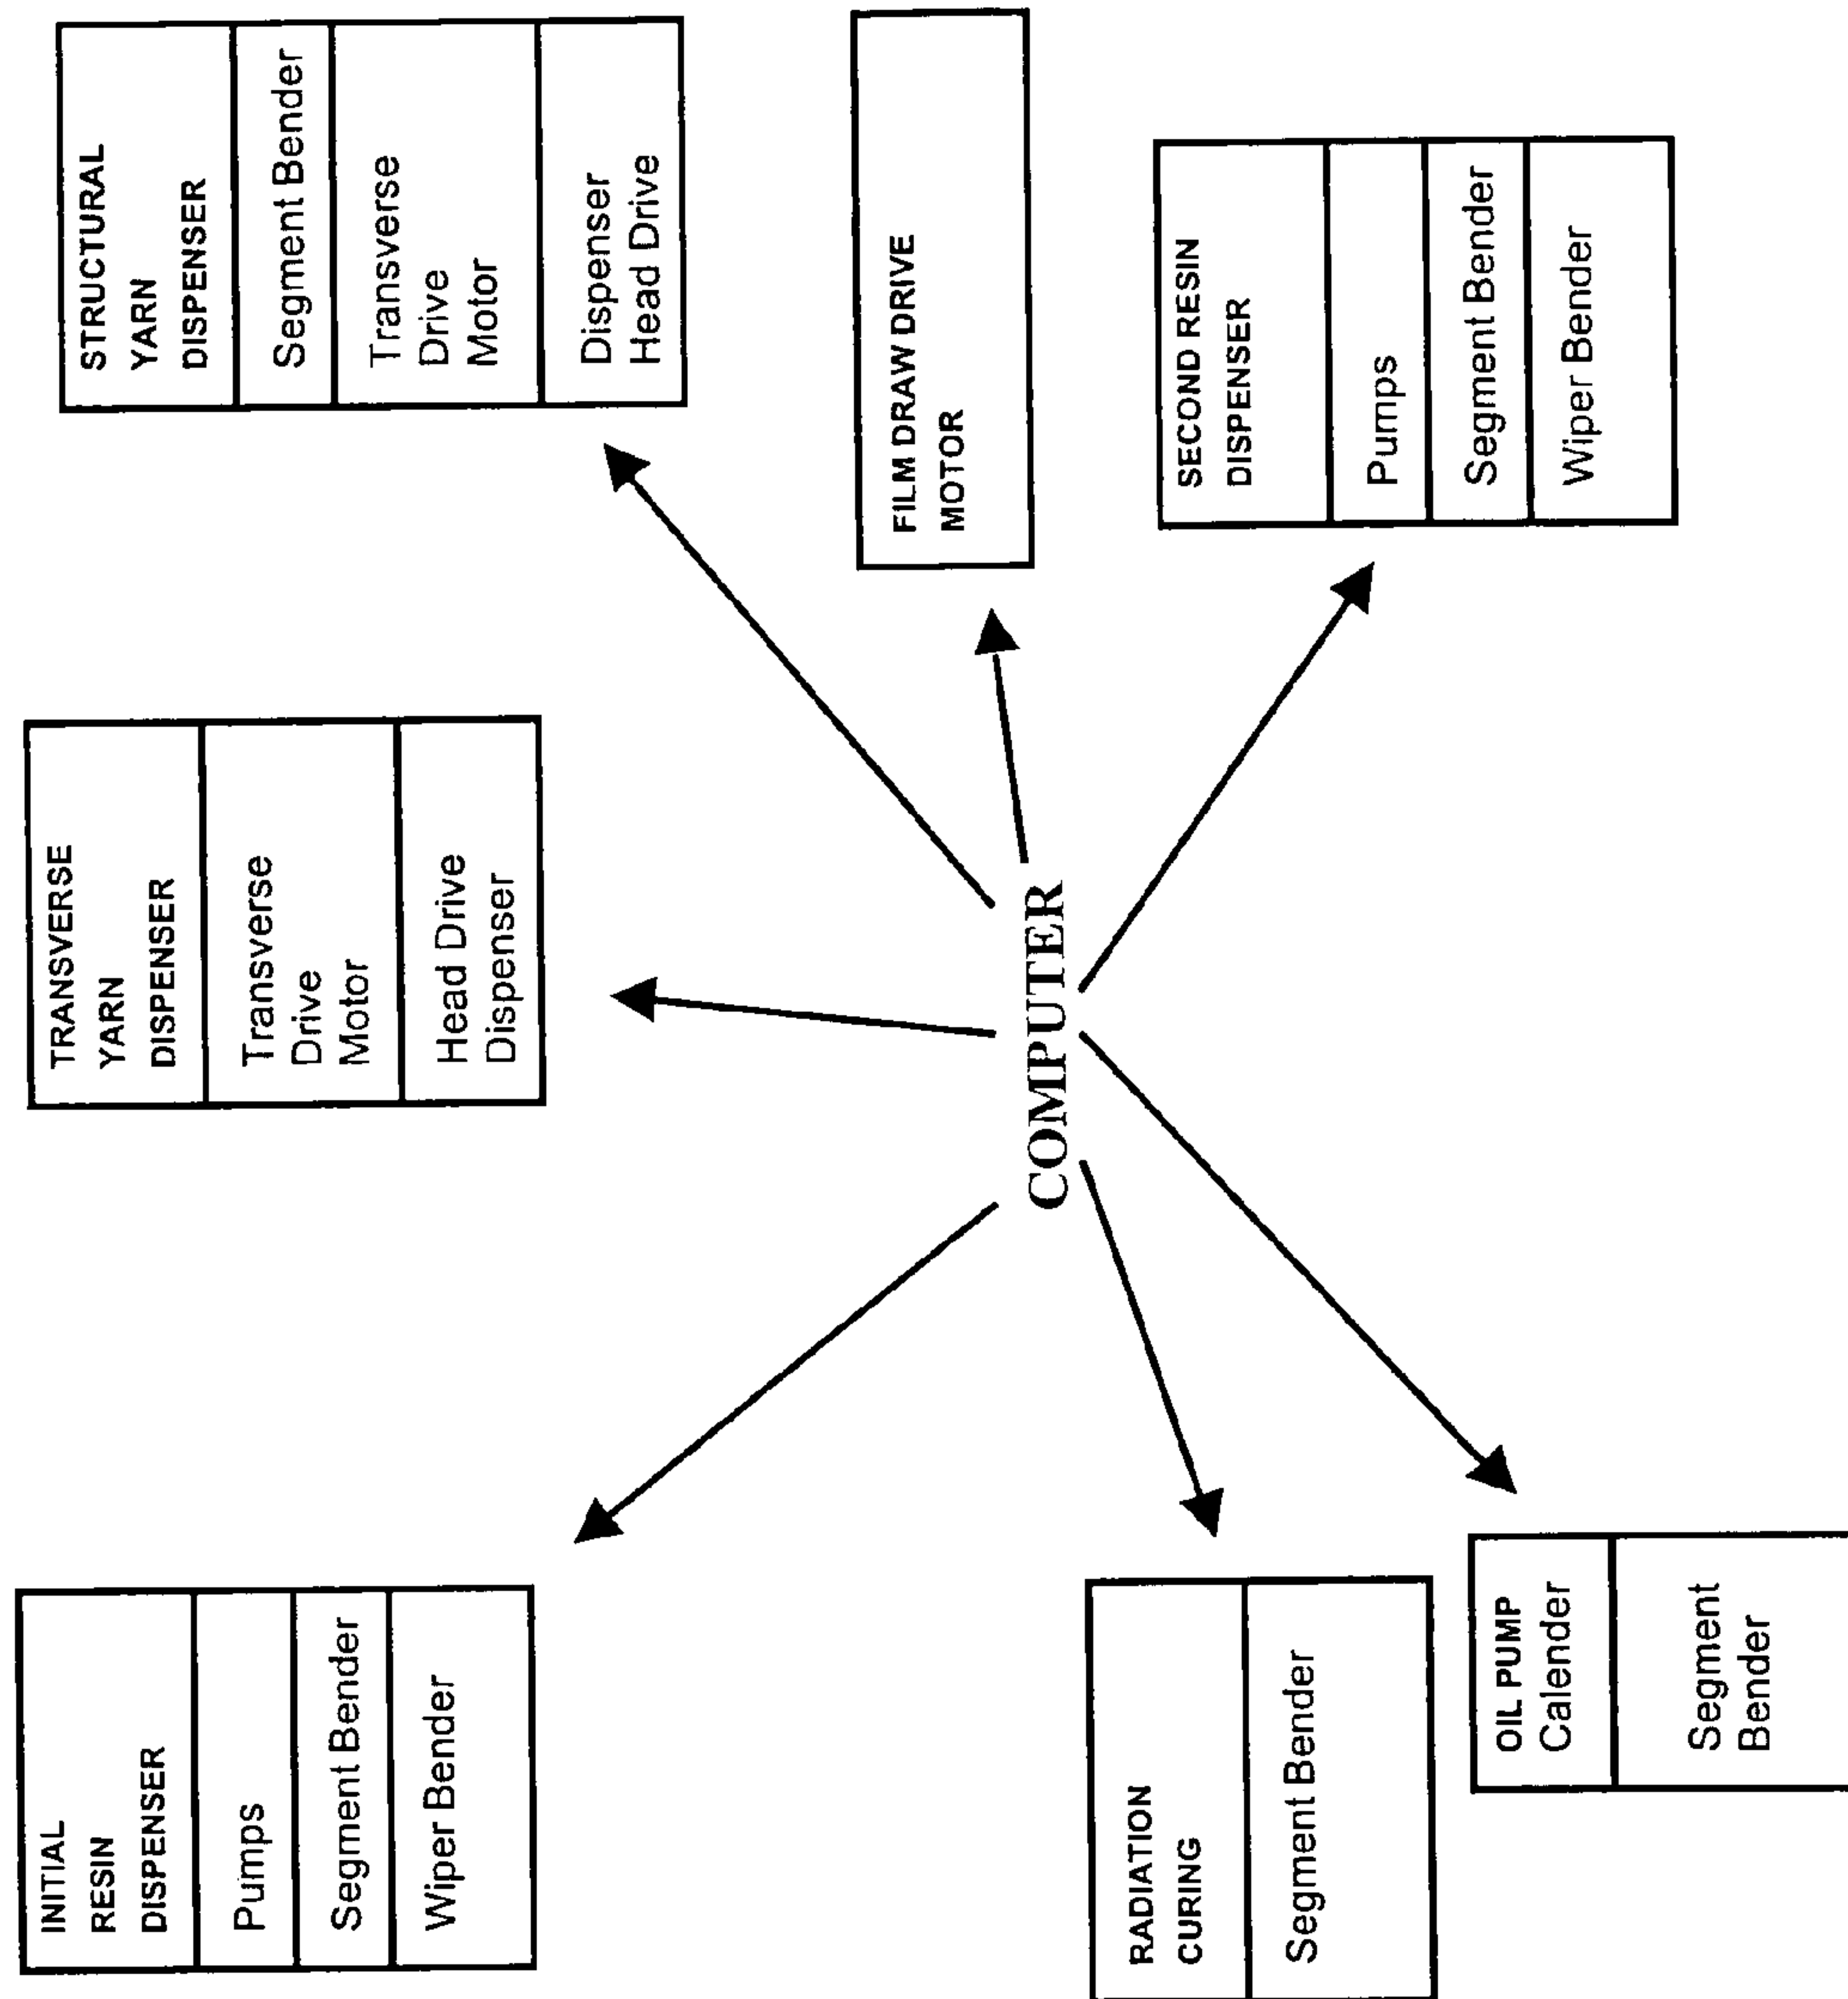 INITIAL
RESIN
DISPENSER
Pumps
Segment Bender
Wiper Bender
TRANSVERSE
YARN
DISPENSER
Transverse
Drive
Motor
Head Drive
Dispenser
STRUCTURAL
YARN
DISPENSER
Segment Bender
Transverse
Drive
Motor
Dispenser
Head Drive
FILM DRAW DRIVE
MOTOR
COMPUTER
RADIATION
CURING
Segment Bender
OIL PUMP
Calender
Segment
Bender
SECOND RESIN
DISPENSER
Pumps
Segment Bender
Wiper Bender